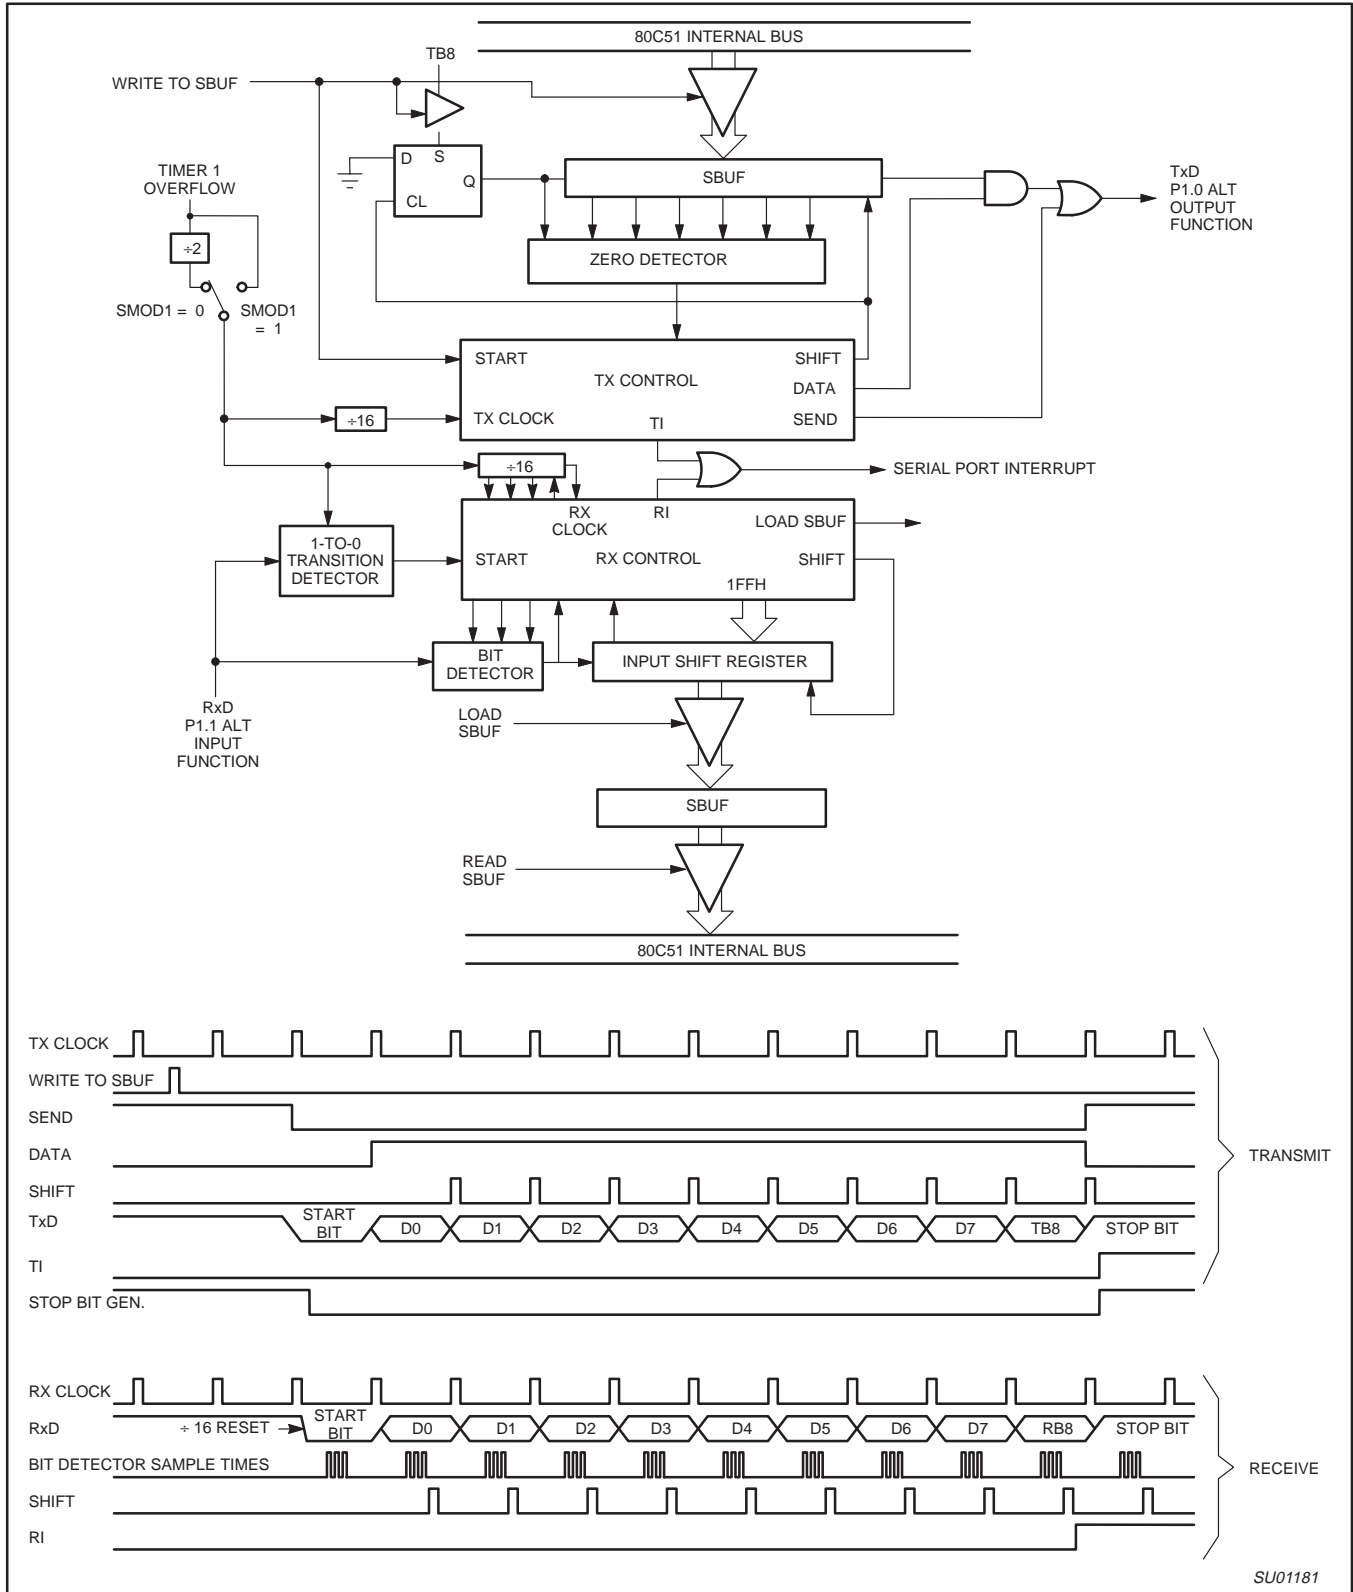 80C51 INTERNAL BUS
TB8
WRITE TO SBUF
D S
Q
CL
SBUF
TxD
P1.0 ALT
OUTPUT
FUNCTION
TIMER 1
OVERFLOW
÷2
ZERO DETECTOR
SMOD1 = 0
SMOD1
= 1
START
SHIFT
TX CONTROL
DATA
÷16
TX CLOCK
TI
SEND
÷16
SERIAL PORT INTERRUPT
RX
CLOCK
RI
LOAD SBUF
1-TO-0
TRANSITION
DETECTOR
START
RX CONTROL
SHIFT
1FFH
BIT
DETECTOR
INPUT SHIFT REGISTER
RxD
P1.1 ALT
INPUT
FUNCTION
LOAD
SBUF
SBUF
READ
SBUF
80C51 INTERNAL BUS
TX CLOCK
WRITE TO SBUF
SEND
DATA
TRANSMIT
SHIFT
TxD
START
BIT
D0 D1 D2 D3 D4 D5 D6 D7 TB8 STOP BIT
TI
STOP BIT GEN.
RX CLOCK
RxD
÷ 16 RESET
START
BIT
D0 D1 D2 D3 D4 D5 D6 D7 RB8 STOP BIT
BIT DETECTOR SAMPLE TIMES
RECEIVE
SHIFT
RI
SU01181